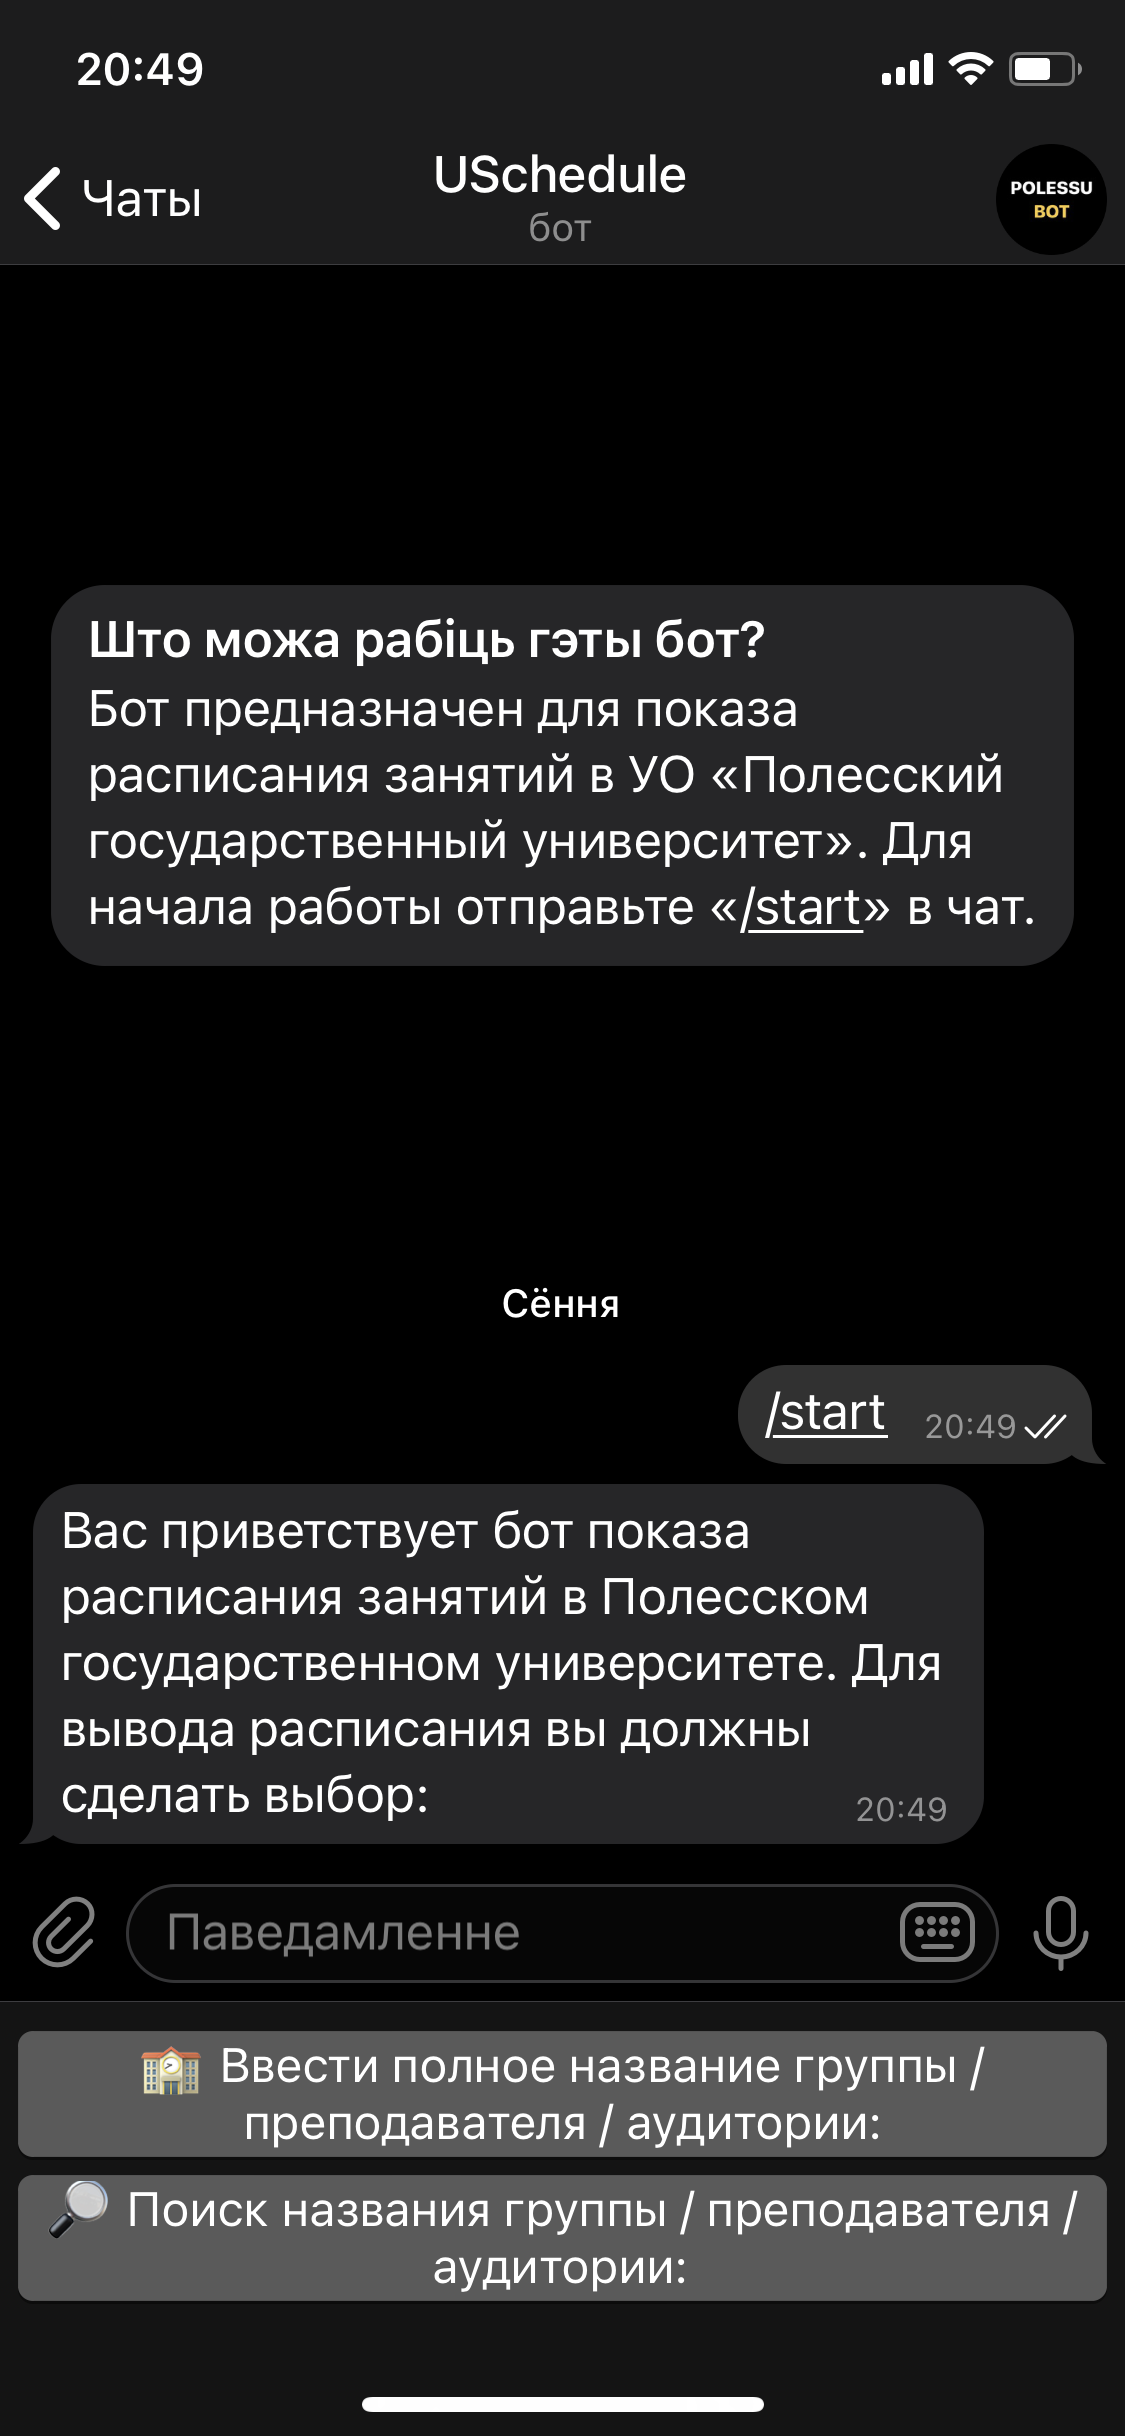 20:49
Чаты
USchedule
бот
POLESSU
BOT
Што можа рабіць гэты бот?
Бот предназначен для показа
расписания занятий в УО «Полесский
государственный университет». Для
начала работы отправьте «/start» в чат.
Сёння
/start 20:49
Вас приветствует бот показа
расписания занятий в Полесском
государственном университете. Для
вывода расписания вы должны
сделать выбор:
20:49
Паведамленне
Ввести полное название группы /
преподавателя / аудитории:
Поиск названия группы / преподавателя /
аудитории: